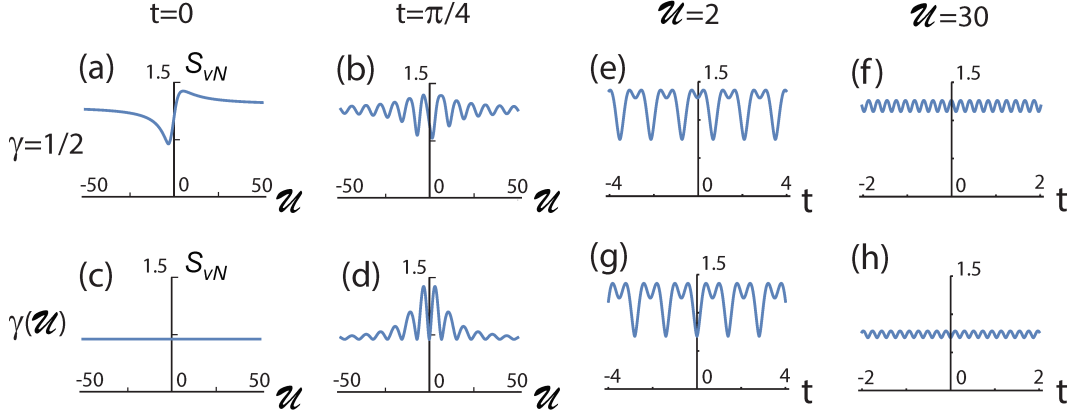 t=0 t=π/4 𝒰=2 𝒰=30
(a) 1.5 S_vN (b) 1.5 (e) 1.5 (f) 1.5
γ=1/2
-50 0 50 𝒰 -50 0 50 𝒰 -4 0 4 t -2 0 2 t
(c) 1.5 S_vN (d) 1.5 (g) 1.5 (h) 1.5
γ(𝒰)
-50 0 50 𝒰 -50 0 50 𝒰 -4 0 4 t -2 0 2 t